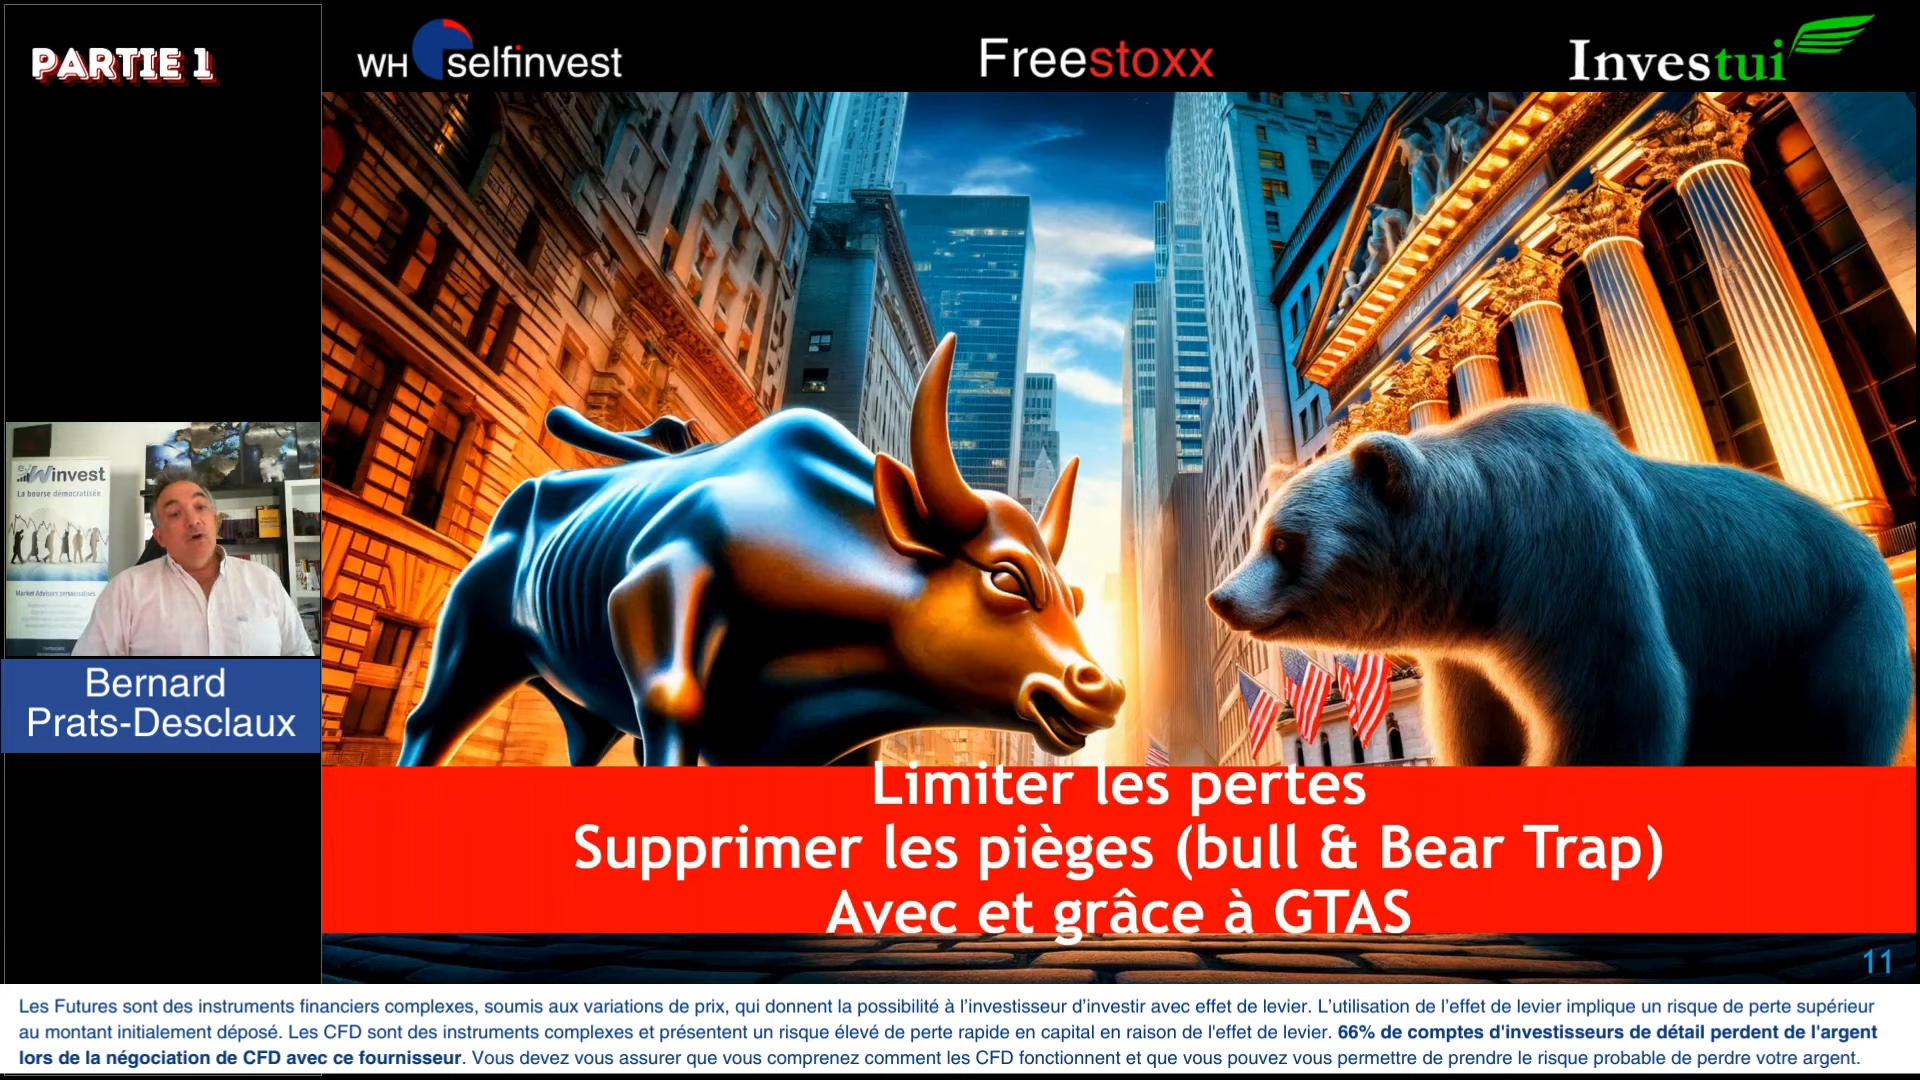 PARTIE 1
WH selfinvest
Freestoxx
Investui
e-Winvest
La bourse démocratisée
Market Advisors personnalisés
Bernard
Prats-Desclaux
Limiter les pertes
Supprimer les pièges (bull & Bear Trap)
Avec et grâce à GTAS
11
Les Futures sont des instruments financiers complexes, soumis aux variations de prix, qui donnent la possibilité à l’investisseur d’investir avec effet de levier. L’utilisation de l’effet de levier implique un risque de perte supérieur
au montant initialement déposé. Les CFD sont des instruments complexes et présentent un risque élevé de perte rapide en capital en raison de l'effet de levier. 66% de comptes d'investisseurs de détail perdent de l'argent
lors de la négociation de CFD avec ce fournisseur. Vous devez vous assurer que vous comprenez comment les CFD fonctionnent et que vous pouvez vous permettre de prendre le risque probable de perdre votre argent.